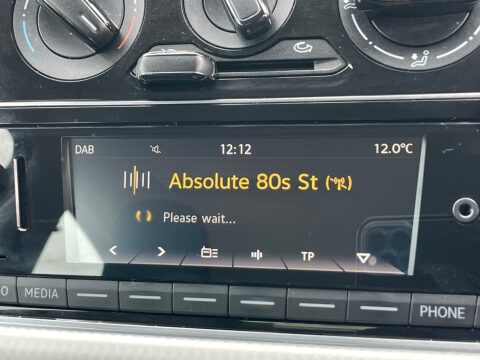 DAB 12:12 12.0°C
Absolute 80s St
Please wait...
< > TP
MEDIA PHONE